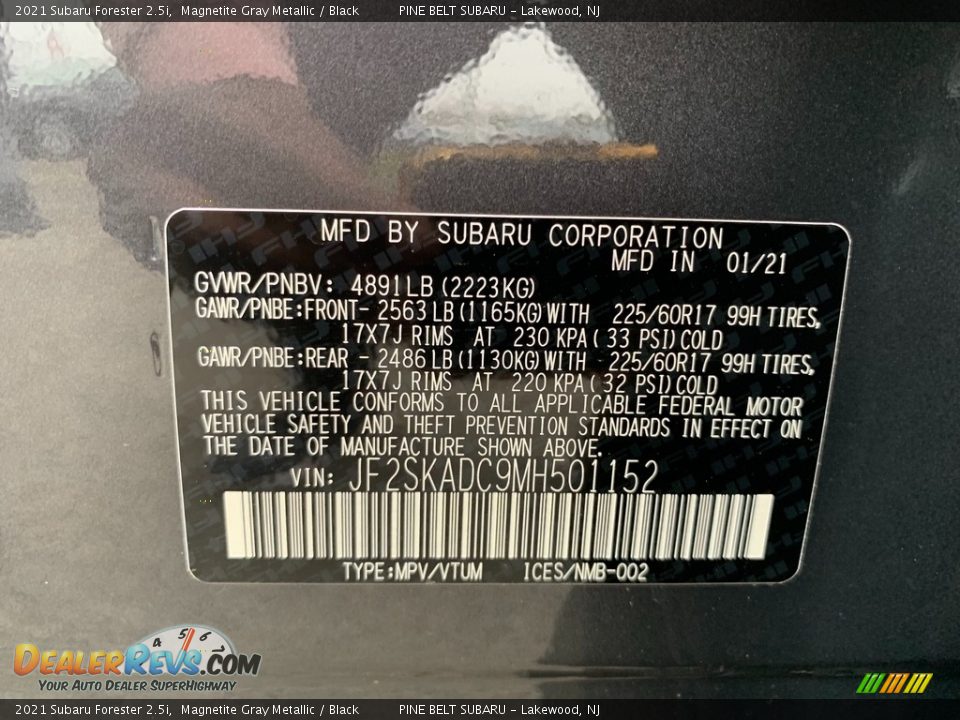 2021 Subaru Forester 2.5i, Magnetite Gray Metallic / Black PINE BELT SUBARU - Lakewood, NJ
MFD BY SUBARU CORPORATION
MFD IN 01/21
GVWR/PNBV: 4891LB (2223KG)
GAWR/PNBE:FRONT- 2563 LB (1165KG) WITH 225/60R17 99H TIRES,
17X7J RIMS AT 230 KPA ( 33 PSI) COLD
GAWR/PNBE:REAR - 2486 LB (1130KG) WITH 225/60R17 99H TIRES,
17X7J RIMS AT 220 KPA ( 32 PSI) COLD
THIS VEHICLE CONFORMS TO ALL APPLICABLE FEDERAL MOTOR
VEHICLE SAFETY AND THEFT PREVENTION STANDARDS IN EFFECT ON
THE DATE OF MANUFACTURE SHOWN ABOVE.
VIN: JF2SKADC9MH501152
TYPE:MPV/VTUM ICES/NMB-002
4 5 6
DEALERREVS.COM
YOUR AUTO DEALER SUPERHIGHWAY
2021 Subaru Forester 2.5i, Magnetite Gray Metallic / Black PINE BELT SUBARU - Lakewood, NJ